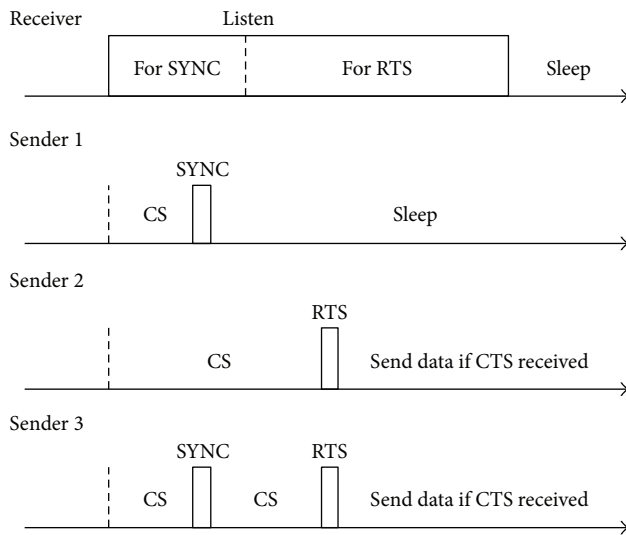 Receiver Listen
For SYNC For RTS Sleep
Sender 1
SYNC
CS Sleep
Sender 2
RTS
CS Send data if CTS received
Sender 3
SYNC RTS
CS CS Send data if CTS received